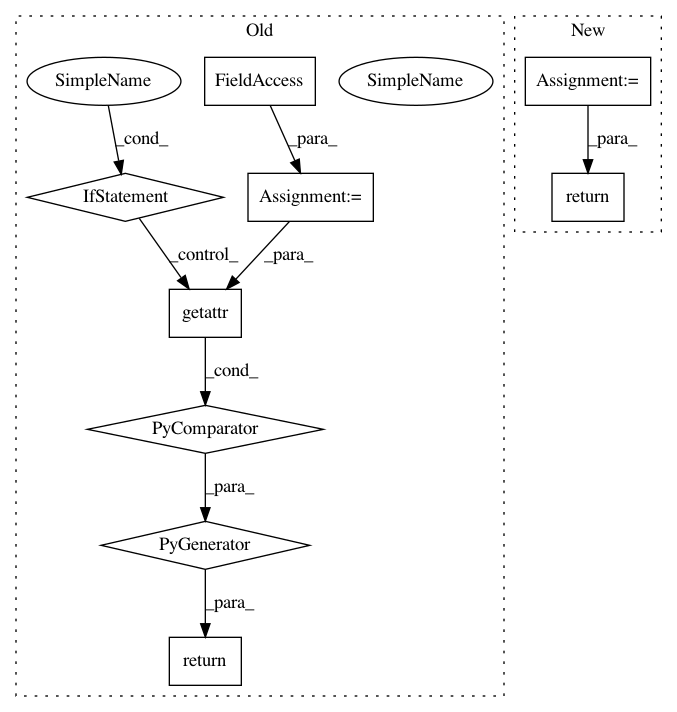 Old
New
SimpleName
FieldAccess
SimpleName
Assignment:=
_cond_
_para_
_para_
IfStatement
Assignment:=
return
_control_
_para_
getattr
_cond_
PyComparator
_para_
PyGenerator
_para_
return